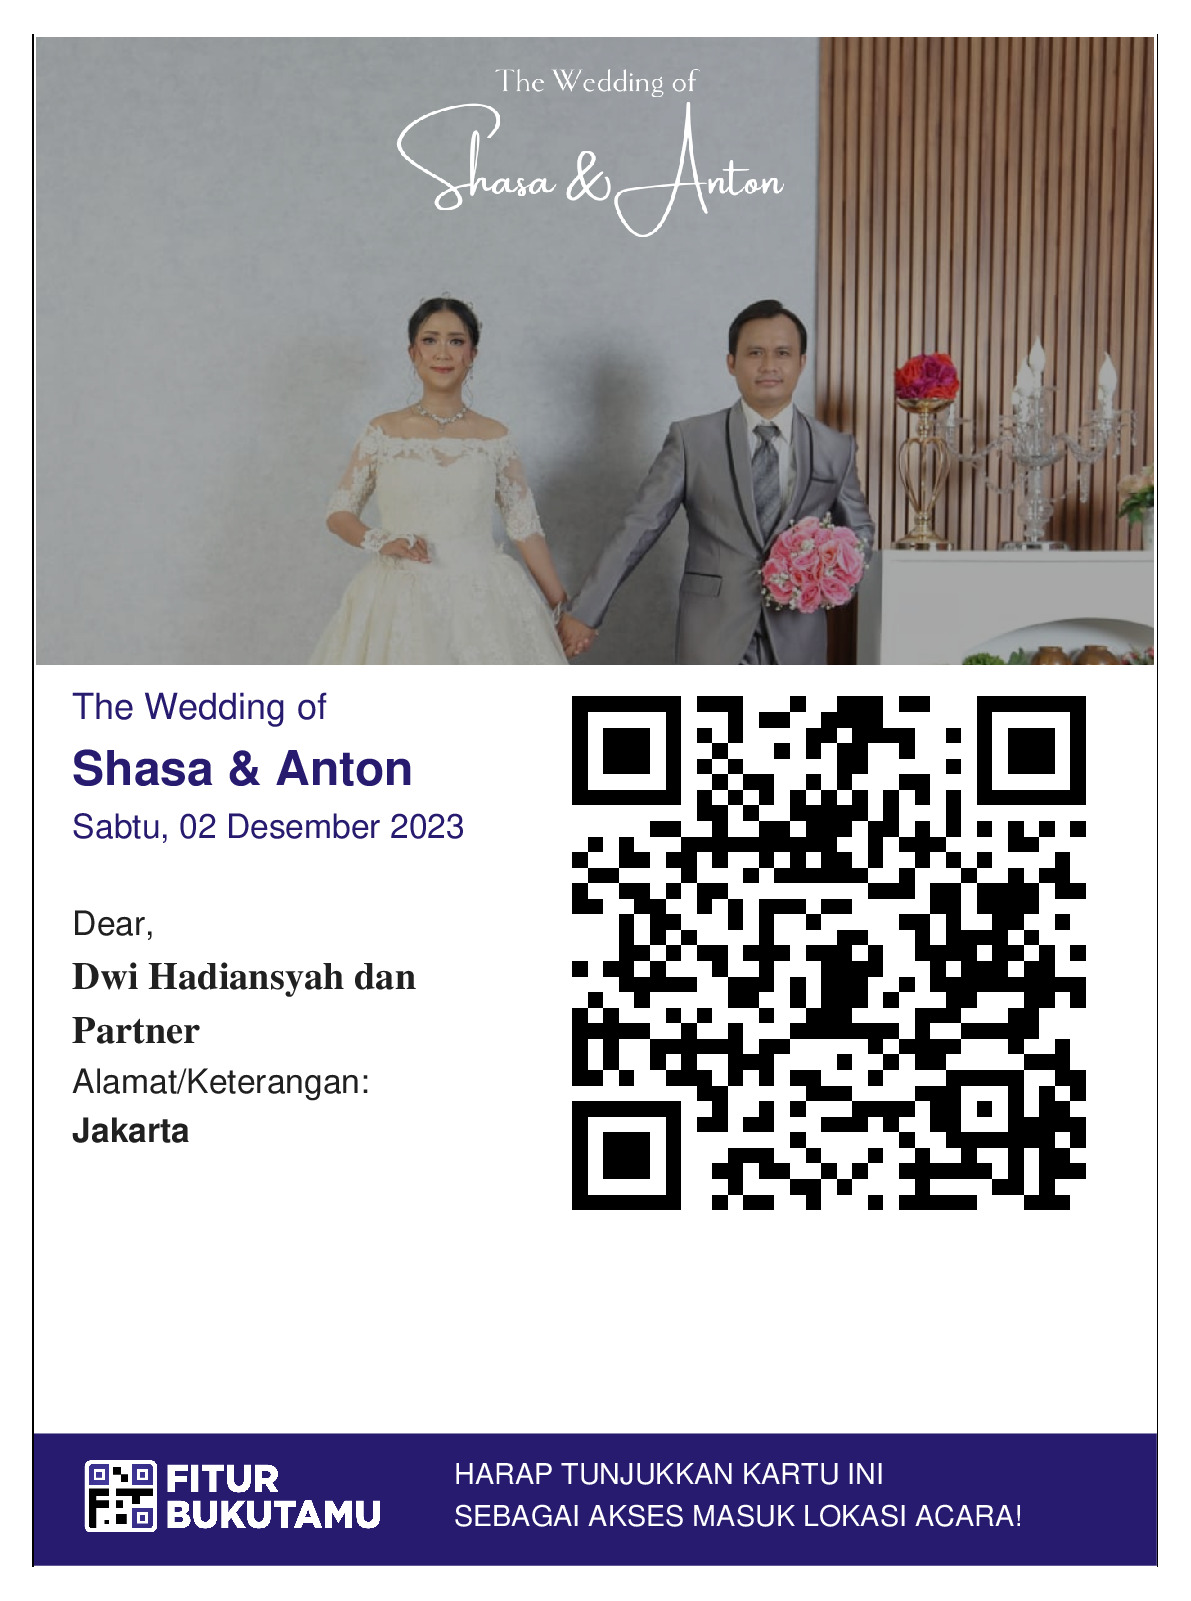 The Wedding of
Shasa & Anton
The Wedding of
Shasa & Anton
Sabtu, 02 Desember 2023
Dear,
Dwi Hadiansyah dan
Partner
Alamat/Keterangan:
Jakarta
FITUR
BUKUTAMU
HARAP TUNJUKKAN KARTU INI
SEBAGAI AKSES MASUK LOKASI ACARA!